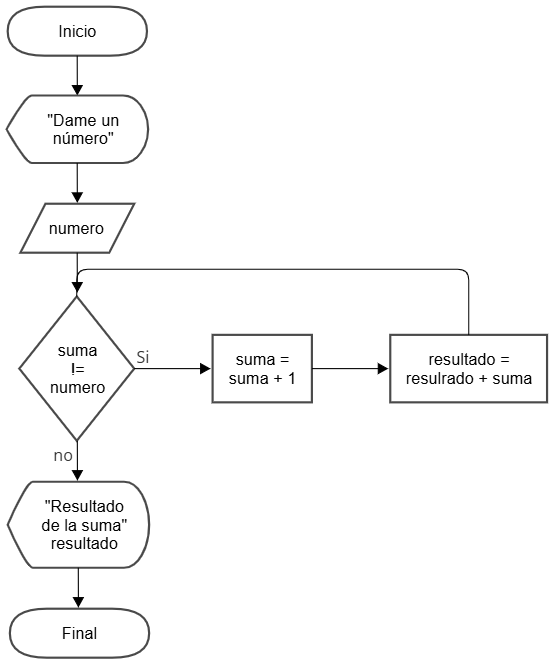 Inicio
"Dame un
número"
numero
suma
!=
numero
Si
suma =
suma + 1
resultado =
resulrado + suma
no
"Resultado
de la suma"
resultado
Final